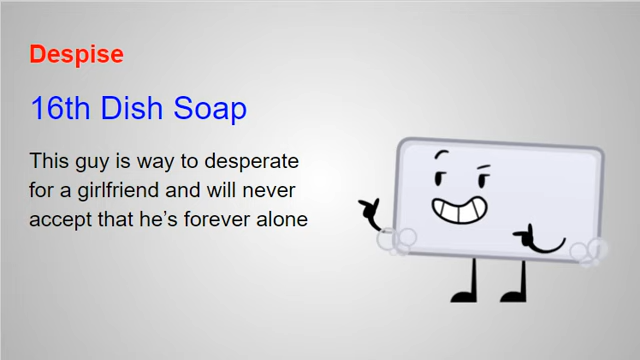 Despise
16th Dish Soap
This guy is way to desperate
for a girlfriend and will never
accept that he’s forever alone